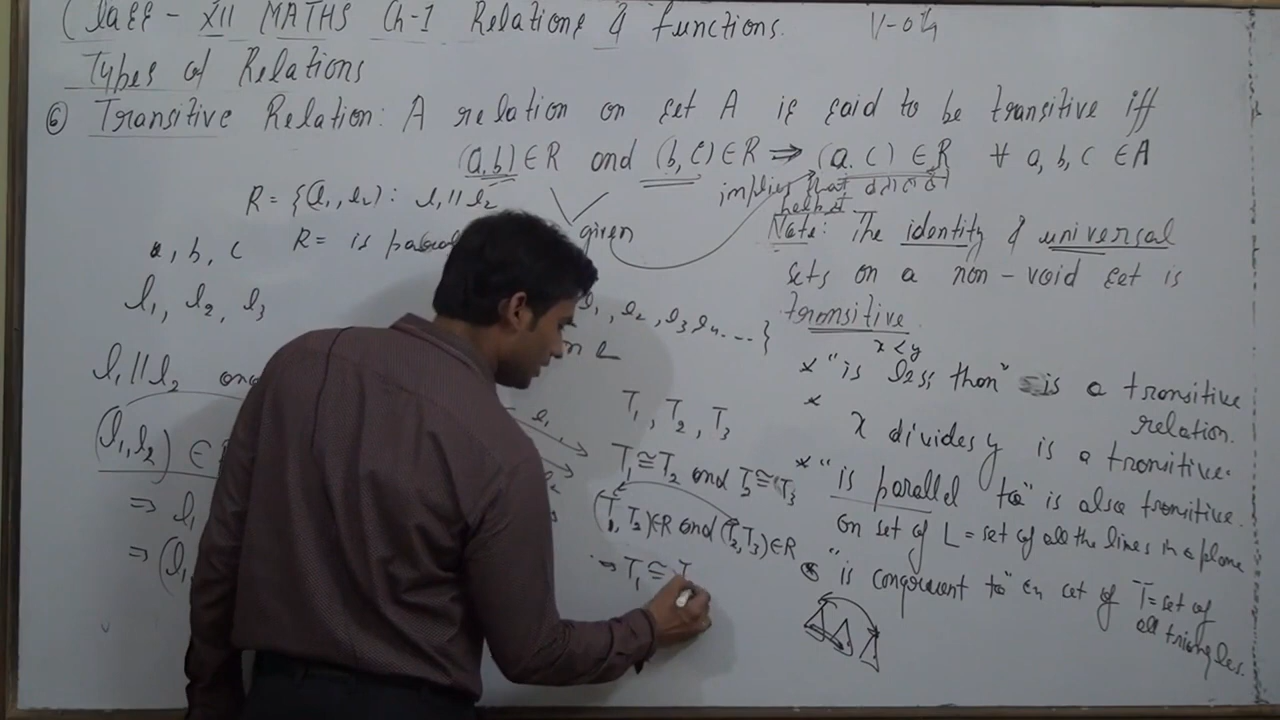 Class - XII MATHS Ch-1 Relations & Functions. V-04
Types of Relations
⑥ Transitive Relation: A relation on set A is said to be transitive iff
(a,b) ∈ R and (b,c) ∈ R ⇒ (a.c) ∈ R ∀ a, b, c ∈ A
implies that
given
R = {(l₁, l₂): l₁ // l₂
R = is
a, b, c
l₁, l₂, l₃
l₁, l₂, l₃ l₄ ... }
on L
l₁ // l₂ and
(l₁, l₂) ∈
⇒ l₁
⇒ (l₁,
T₁, T₂, T₃
T₁ ≅ T₂ and T₂ ≅ T₃
(T₁, T₂) ∈ R and (T₂, T₃) ∈ R
⇒ T₁ ≅ T
Note: The identity & universal
sets on a non-void set is
transitive
x < y
* "is less than" is a transitive
relation.
*
x divides y is a transitive.
* "is parallel to" is also transitive.
on set of L = set of all the lines in a plane
* "is congruent to" on set of T = set of
all triangles.